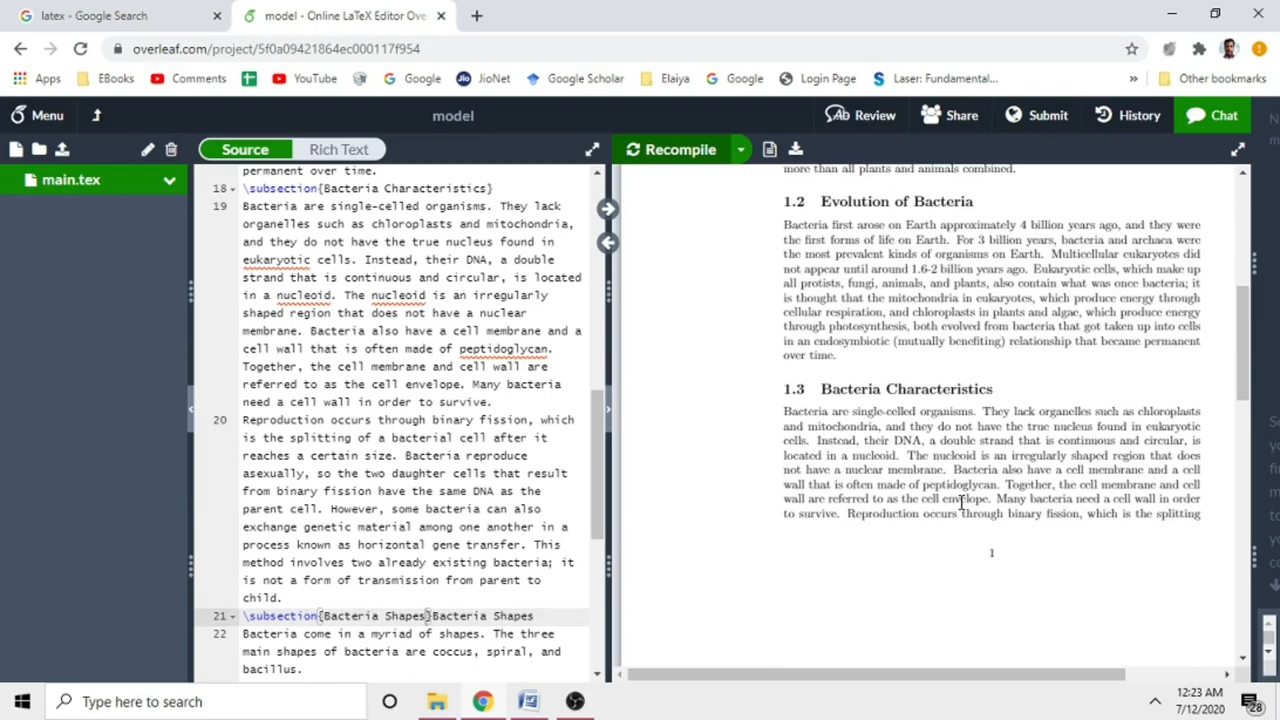 latex - Google Search
model - Online LaTeX Editor Ove
overleaf.com/project/5f0a09421864ec000117f954
Apps
EBooks
Comments
YouTube
Google
JioNet
Google Scholar
Elaiya
Google
Login Page
Laser: Fundamental...
»
Other bookmarks
Menu
model
Review
Share
Submit
History
Chat
Source
Rich Text
Recompile
main.tex
permanent over time.
18 \subsection{Bacteria Characteristics}
19 Bacteria are single-celled organisms. They lack
organelles such as chloroplasts and mitochondria,
and they do not have the true nucleus found in
eukaryotic cells. Instead, their DNA, a double
strand that is continuous and circular, is located
in a nucleoid. The nucleoid is an irregularly
shaped region that does not have a nuclear
membrane. Bacteria also have a cell membrane and a
cell wall that is often made of peptidoglycan.
Together, the cell membrane and cell wall are
referred to as the cell envelope. Many bacteria
need a cell wall in order to survive.
20 Reproduction occurs through binary fission, which
is the splitting of a bacterial cell after it
reaches a certain size. Bacteria reproduce
asexually, so the two daughter cells that result
from binary fission have the same DNA as the
parent cell. However, some bacteria can also
exchange genetic material among one another in a
process known as horizontal gene transfer. This
method involves two already existing bacteria; it
is not a form of transmission from parent to
child.
21 \subsection{Bacteria Shapes}Bacteria Shapes
22 Bacteria come in a myriad of shapes. The three
main shapes of bacteria are coccus, spiral, and
bacillus.
more than all plants and animals combined.
1.2 Evolution of Bacteria
Bacteria first arose on Earth approximately 4 billion years ago, and they were
the first forms of life on Earth. For 3 billion years, bacteria and archaea were
the most prevalent kinds of organisms on Earth. Multicellular eukaryotes did
not appear until around 1.6-2 billion years ago. Eukaryotic cells, which make up
all protists, fungi, animals, and plants, also contain what was once bacteria; it
is thought that the mitochondria in eukaryotes, which produce energy through
cellular respiration, and chloroplasts in plants and algae, which produce energy
through photosynthesis, both evolved from bacteria that got taken up into cells
in an endosymbiotic (mutually benefiting) relationship that became permanent
over time.
1.3 Bacteria Characteristics
Bacteria are single-celled organisms. They lack organelles such as chloroplasts
and mitochondria, and they do not have the true nucleus found in eukaryotic
cells. Instead, their DNA, a double strand that is continuous and circular, is
located in a nucleoid. The nucleoid is an irregularly shaped region that does
not have a nuclear membrane. Bacteria also have a cell membrane and a cell
wall that is often made of peptidoglycan. Together, the cell membrane and cell
wall are referred to as the cell envelope. Many bacteria need a cell wall in order
to survive. Reproduction occurs through binary fission, which is the splitting
1
Type here to search
12:23 AM
7/12/2020
28